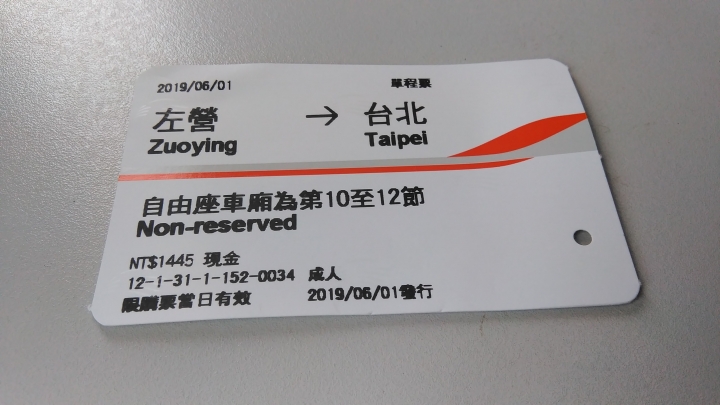 2019/06/01 單程票
左營 → 台北
Zuoying Taipei
自由座車廂為第10至12節
Non-reserved
NT$1445 現金
12-1-31-1-152-0034 成人
限購票當日有效 2019/06/01發行